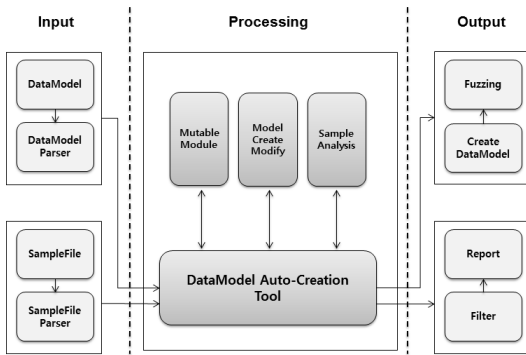 Input
Processing
Output
DataModel
DataModel
Parser
SampleFile
SampleFile
Parser
Mutable
Module
Model
Create
Modify
Sample
Analysis
DataModel Auto-Creation
Tool
Fuzzing
Create
DataModel
Report
Filter